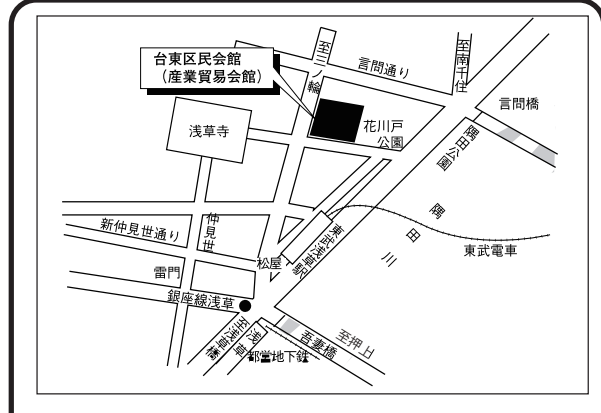 台東区民会館
（産業貿易会館）
至三ノ輪
言問通り
至南千住
言問橋
浅草寺
花川戸
公園
隅田公園
隅田川
仲見世
新仲見世通り
東武浅草駅
東武電車
松屋
雷門
銀座線浅草
至浅草橋
浅草
都営地下鉄
吾妻橋
至押上